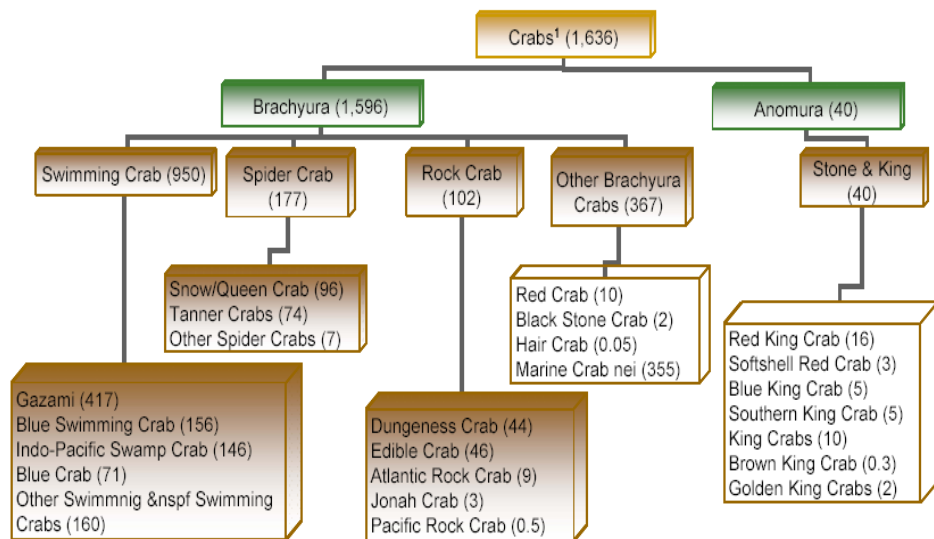 Crabs¹ (1,636)
Brachyura (1,596)
Anomura (40)
Swimming Crab (950)
Spider Crab
(177)
Rock Crab
(102)
Other Brachyura
Crabs (367)
Stone & King
(40)
Snow/Queen Crab (96)
Tanner Crabs (74)
Other Spider Crabs (7)
Red Crab (10)
Black Stone Crab (2)
Hair Crab (0.05)
Marine Crab nei (355)
Red King Crab (16)
Softshell Red Crab (3)
Blue King Crab (5)
Southern King Crab (5)
King Crabs (10)
Brown King Crab (0.3)
Golden King Crabs (2)
Gazami (417)
Blue Swimming Crab (156)
Indo-Pacific Swamp Crab (146)
Blue Crab (71)
Other Swimmnig &nspf Swimming
Crabs (160)
Dungeness Crab (44)
Edible Crab (46)
Atlantic Rock Crab (9)
Jonah Crab (3)
Pacific Rock Crab (0.5)